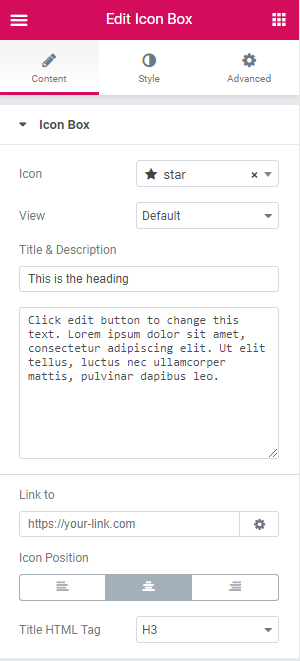 Edit Icon Box
Content
Style
Advanced
Icon Box
Icon
star
View
Default
Title & Description
This is the heading
Click edit button to change this
text. Lorem ipsum dolor sit amet,
consectetur adipiscing elit. Ut elit
tellus, luctus nec ullamcorper
mattis, pulvinar dapibus leo.
Link to
https://your-link.com
Icon Position
Title HTML Tag
H3